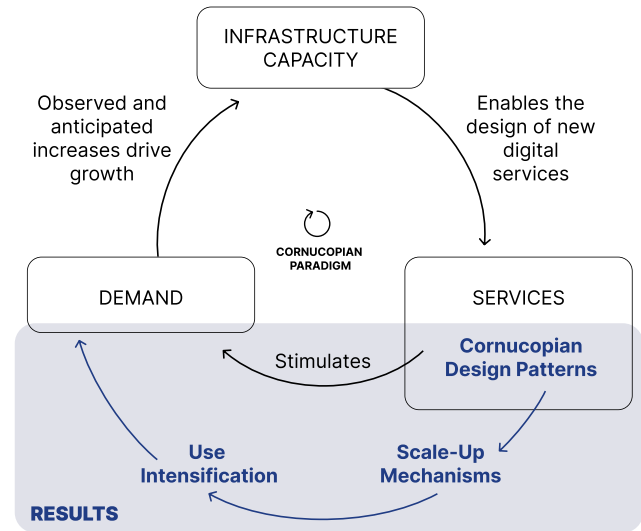 INFRASTRUCTURE
CAPACITY
Observed and
anticipated
increases drive
growth
Enables the
design of new
digital
services
CORNUCOPIAN
PARADIGM
DEMAND
SERVICES
Stimulates
Cornucopian
Design Patterns
Use
Intensification
Scale-Up
Mechanisms
RESULTS